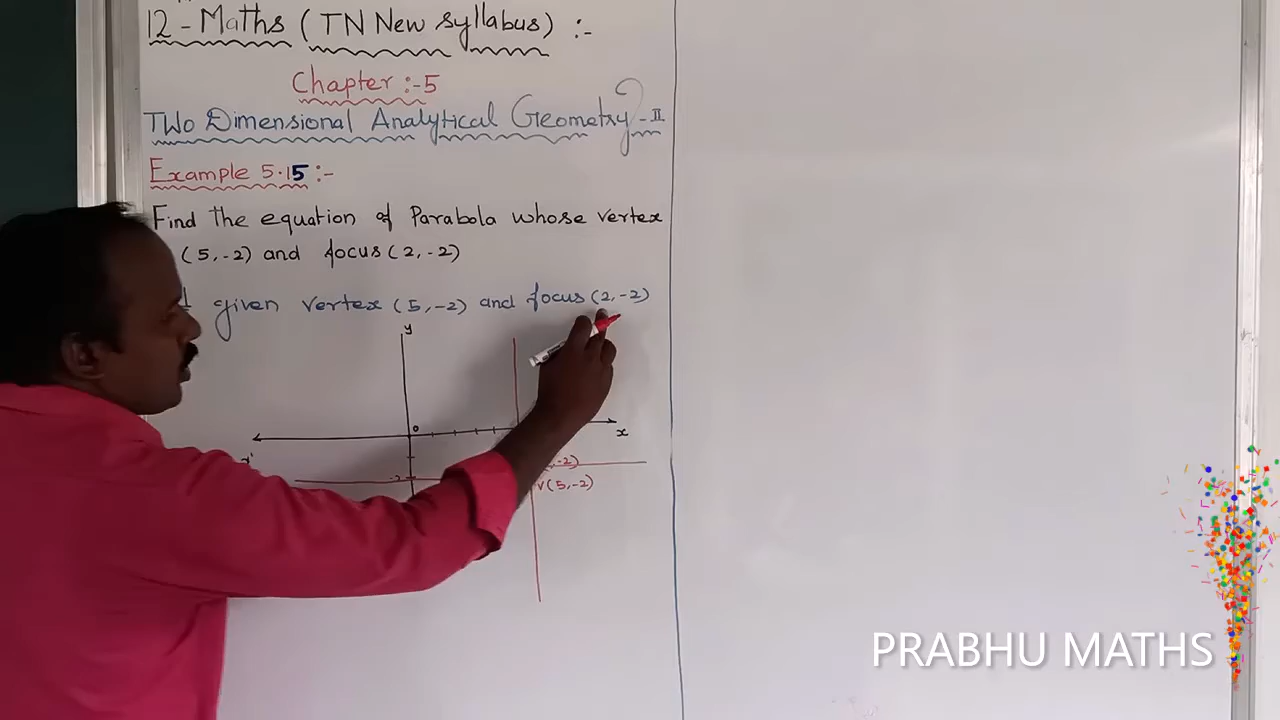 12 - Maths ( TN New syllabus) :-
Chapter :-5
Two Dimensional Analytical Geometry - II
Example 5.15 :-
Find the equation of Parabola whose vertex
(5,-2) and focus (2,-2)
given vertex (5,-2) and focus (2,-2)
y
0
x
x'
,-2)
-2
V(5,-2)
PRABHU MATHS